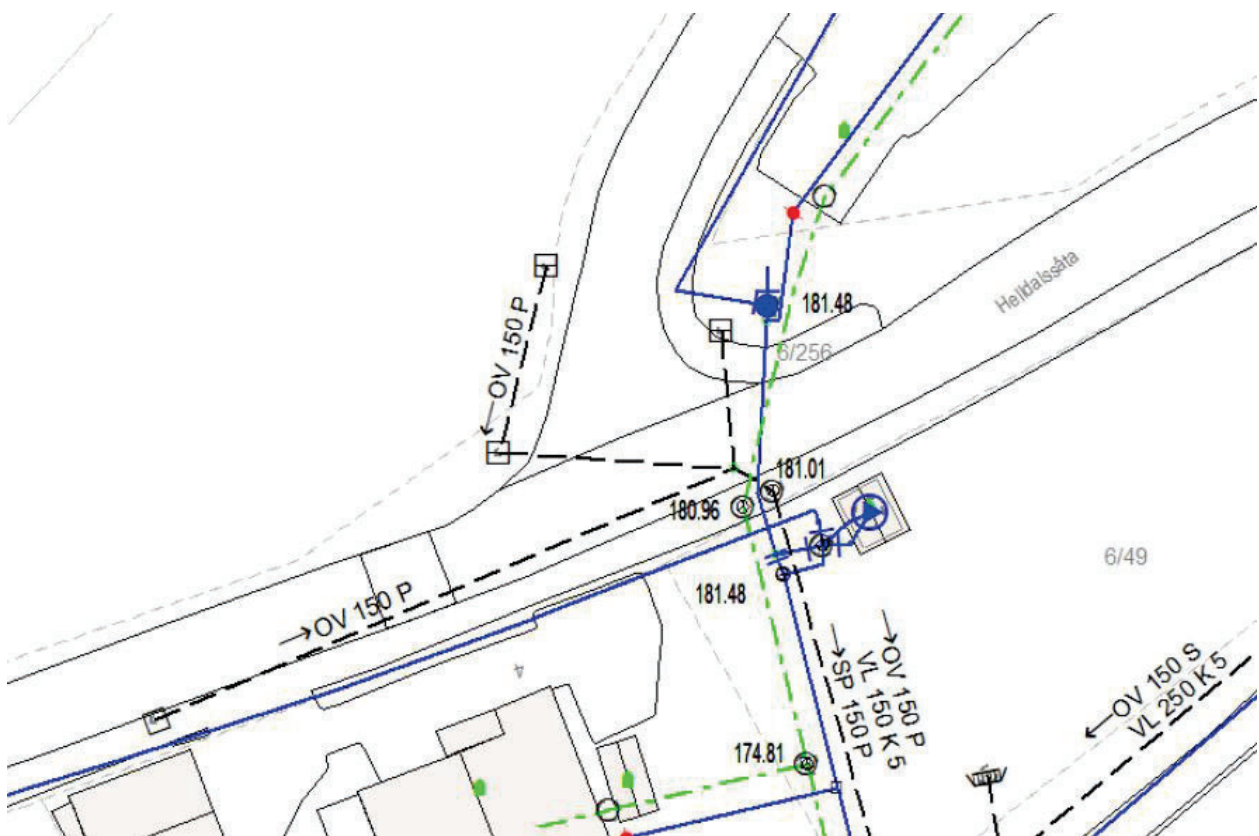 ←OV 150 P
181.48
Helldalssåta
6/256
181.01
180.96
6/49
181.48
→OV 150 P
4
→OV 150 P
VL 150 K 5
→SP 150 P
←OV 150 S
VL 250 K 5
174.81